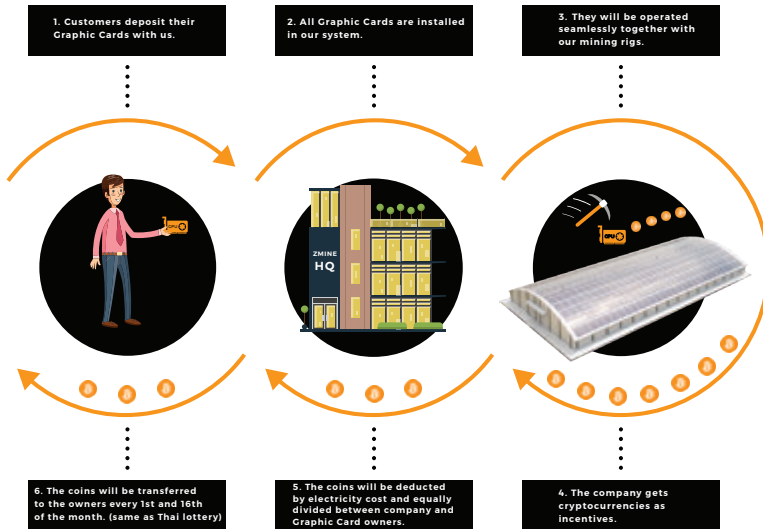 1. Customers deposit their
Graphic Cards with us.
2. All Graphic Cards are installed
in our system.
3. They will be operated
seamlessly together with
our mining rigs.
GPU
ZMINE
HQ
GPU
6. The coins will be transferred
to the owners every 1st and 16th
of the month. (same as Thai lottery)
5. The coins will be deducted
by electricity cost and equally
divided between company and
Graphic Card owners.
4. The company gets
cryptocurrencies as
incentives.